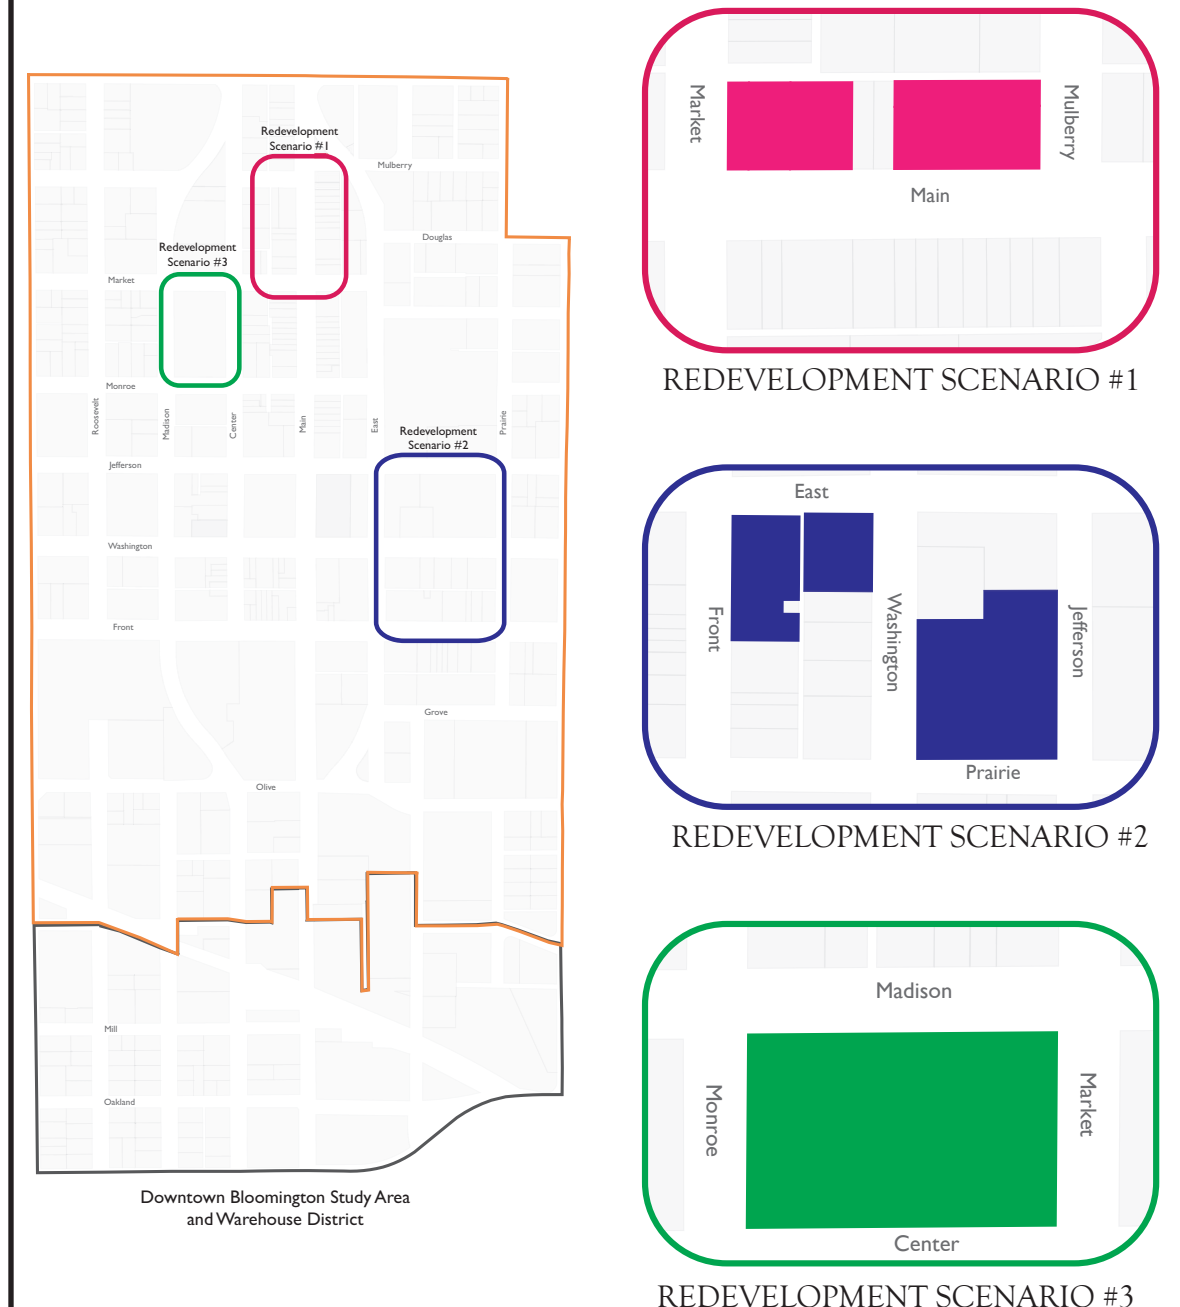 Redevelopment
Scenario #1
Mulberry
Douglas
Redevelopment
Scenario #3
Market
Monroe
Roosevelt
Madison
Center
Main
East
Prairie
Redevelopment
Scenario #2
Jefferson
Washington
Front
Grove
Olive
Mill
Oakland
Downtown Bloomington Study Area
and Warehouse District
Market
Mulberry
Main
REDEVELOPMENT SCENARIO #1
East
Front
Washington
Jefferson
Prairie
REDEVELOPMENT SCENARIO #2
Madison
Monroe
Market
Center
REDEVELOPMENT SCENARIO #3